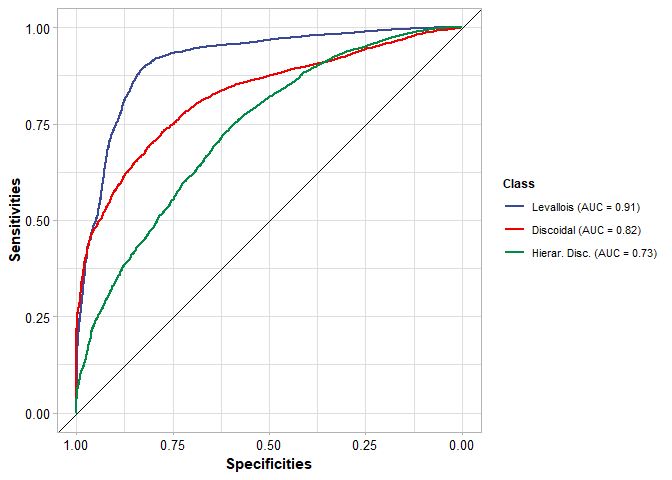 1.00
0.75
0.50
0.25
0.00
Sensitivities
1.00 0.75 0.50 0.25 0.00
Specificities
Class
Levallois (AUC = 0.91)
Discoidal (AUC = 0.82)
Hierar. Disc. (AUC = 0.73)